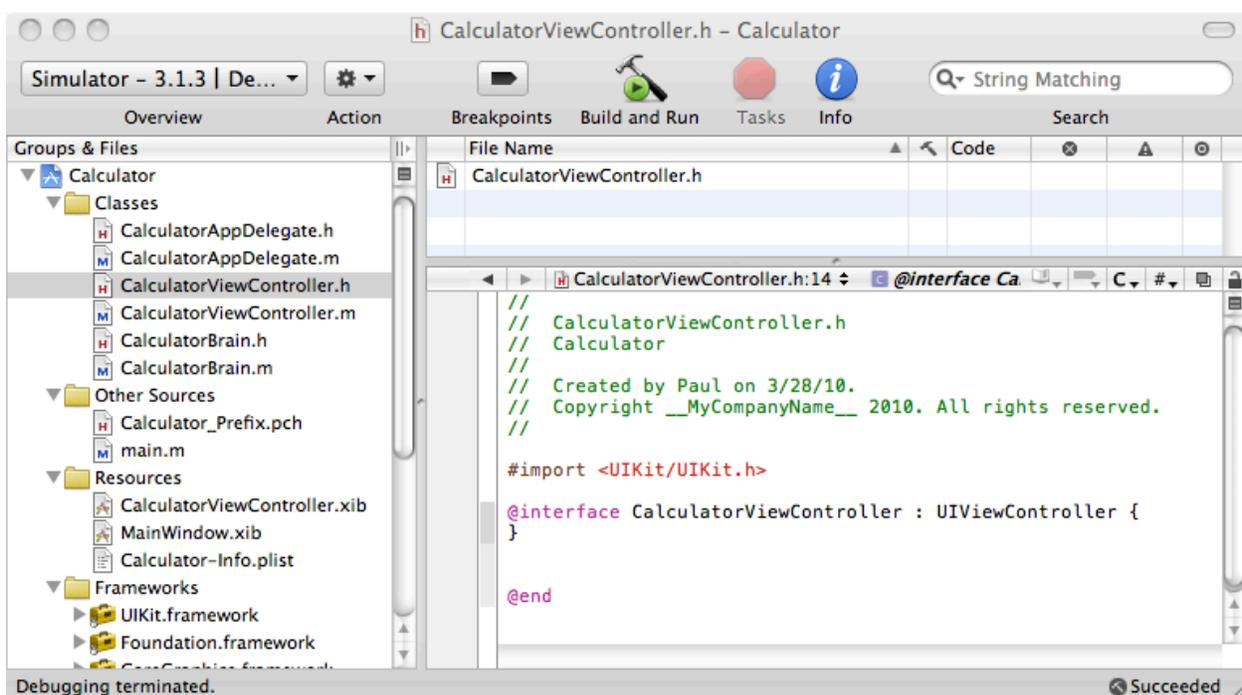 CalculatorViewController.h – Calculator
Simulator – 3.1.3 | De...
String Matching
Overview
Action
Breakpoints
Build and Run
Tasks
Info
Search
Groups & Files
Calculator
Classes
CalculatorAppDelegate.h
CalculatorAppDelegate.m
CalculatorViewController.h
CalculatorViewController.m
CalculatorBrain.h
CalculatorBrain.m
Other Sources
Calculator_Prefix.pch
main.m
Resources
CalculatorViewController.xib
MainWindow.xib
Calculator-Info.plist
Frameworks
UIKit.framework
Foundation.framework
File Name
Code
CalculatorViewController.h
CalculatorViewController.h:14
@interface Ca.
C
#
//
// CalculatorViewController.h
// Calculator
//
// Created by Paul on 3/28/10.
// Copyright __MyCompanyName__ 2010. All rights reserved.
//
#import <UIKit/UIKit.h>
@interface CalculatorViewController : UIViewController {
}
@end
Debugging terminated.
Succeeded